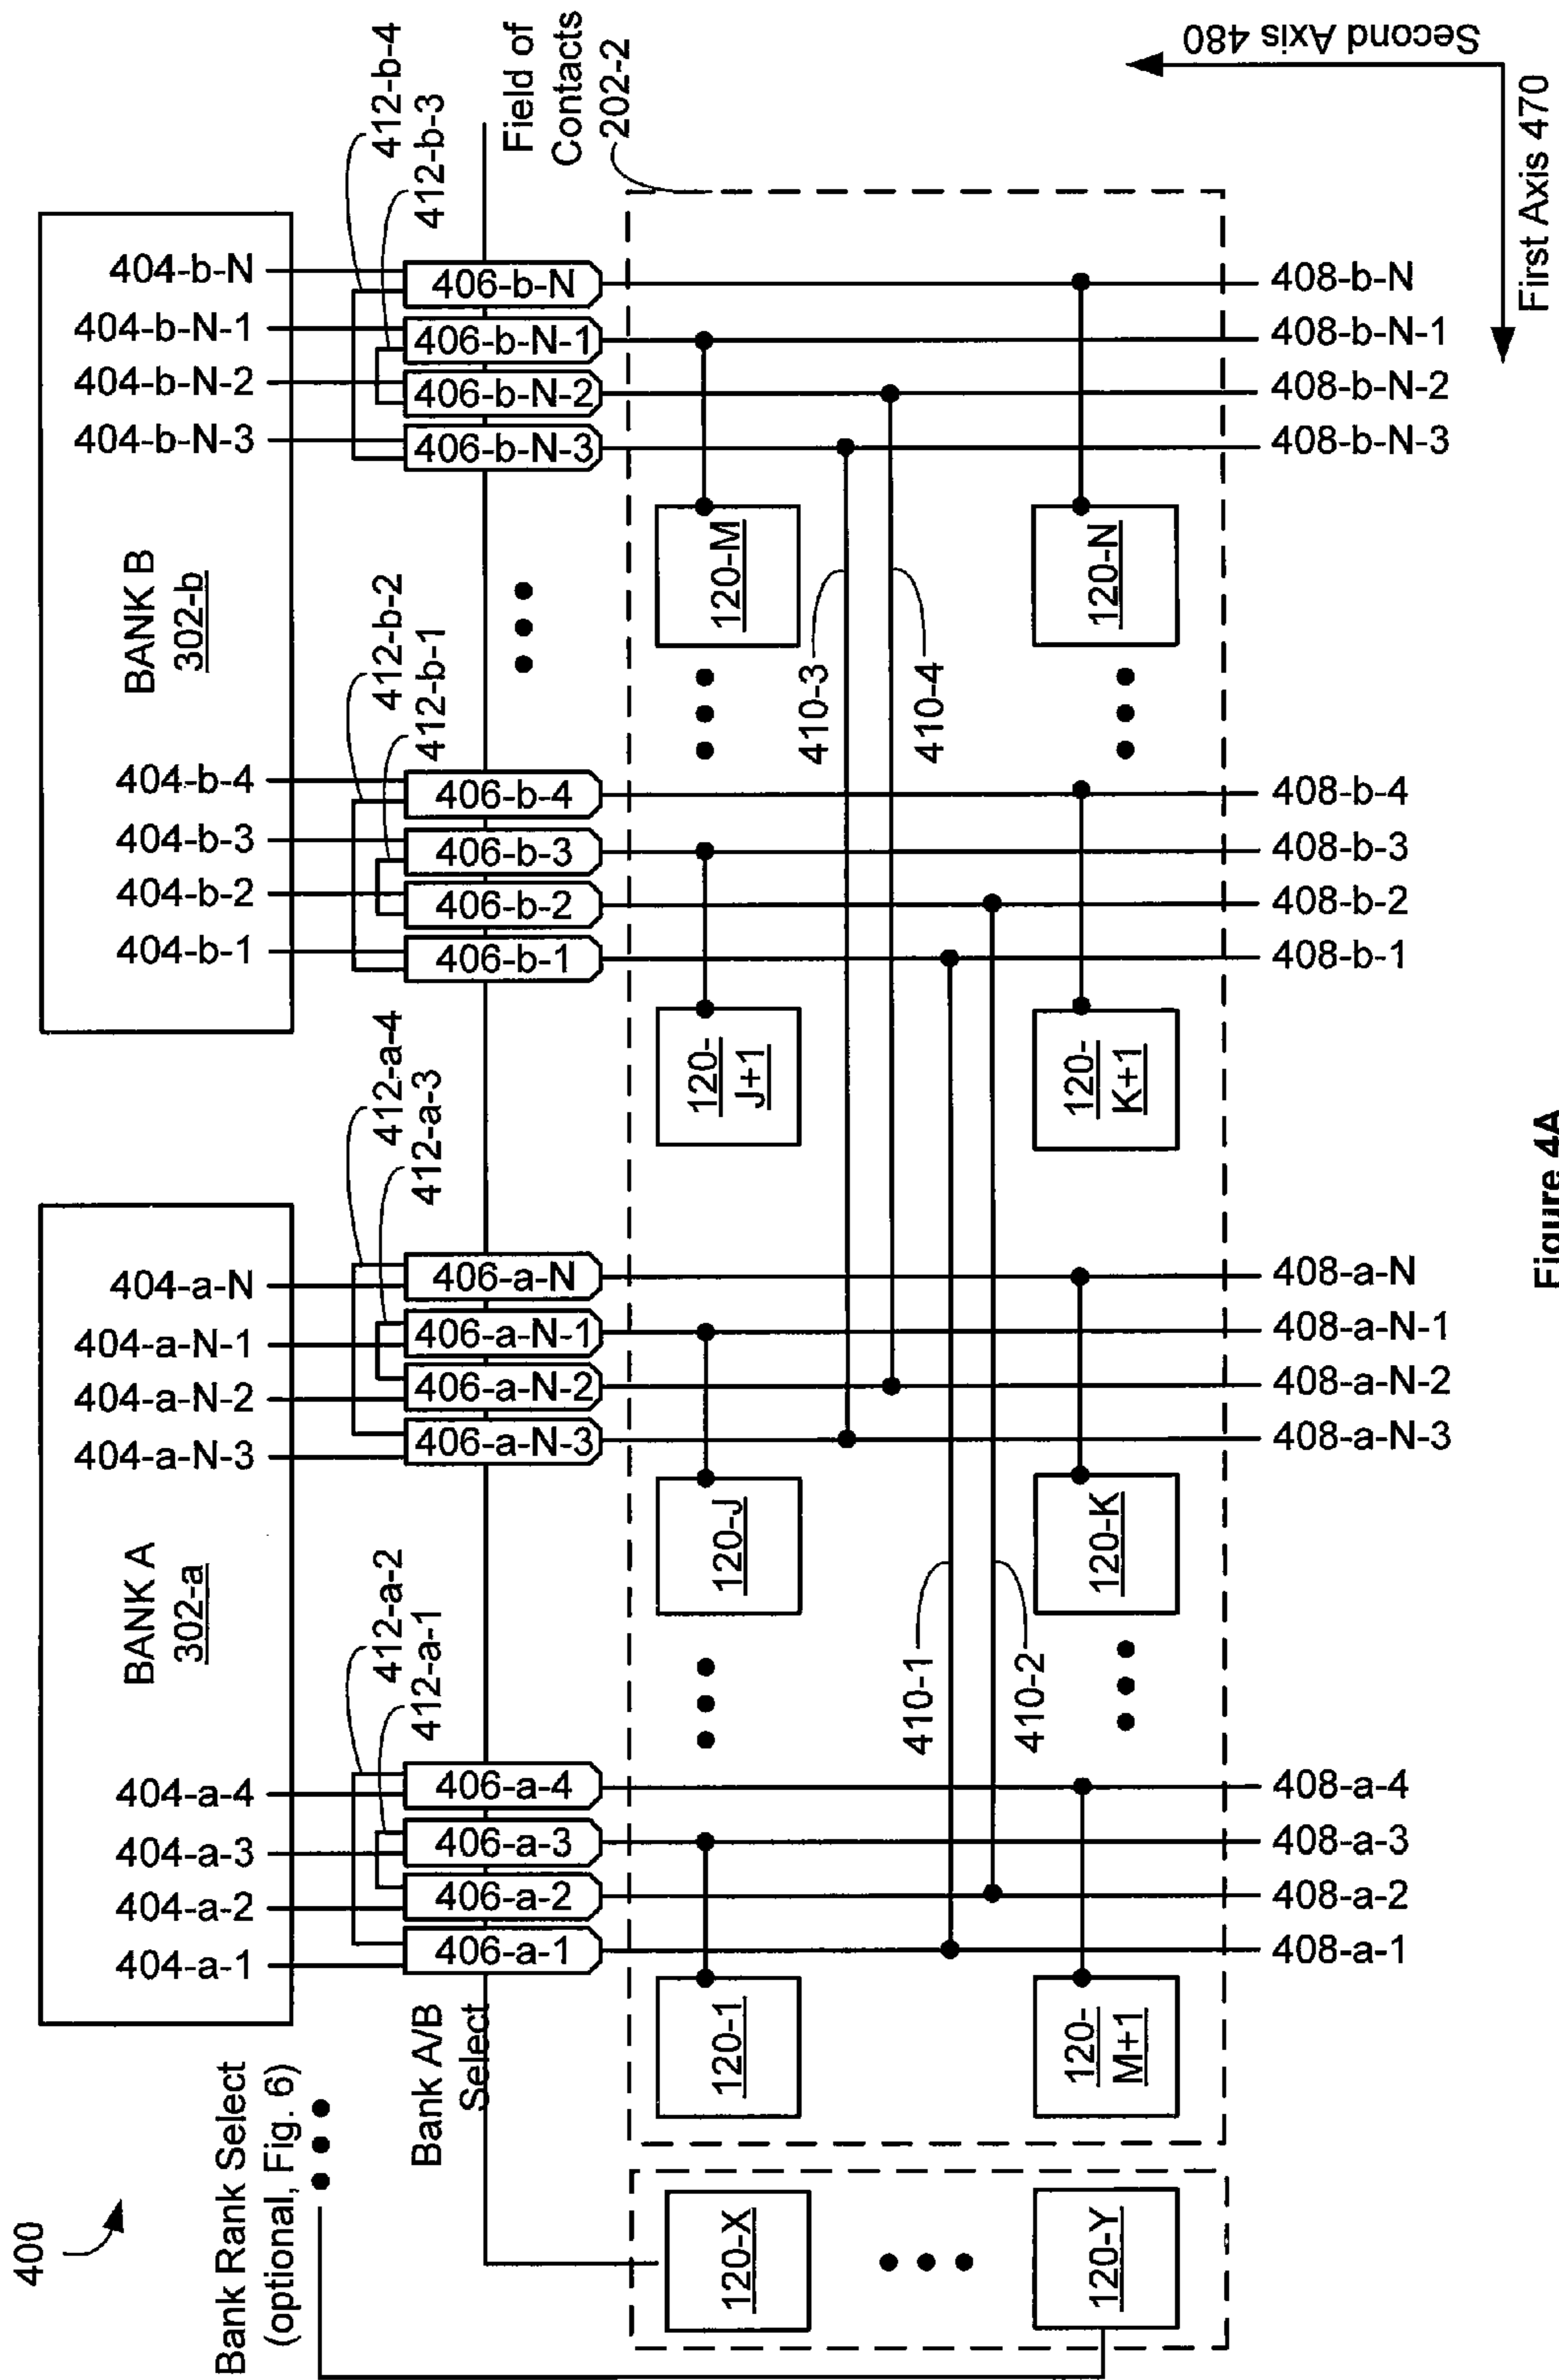 400
Bank Rank Select
(optional, Fig. 6)
BANK A
302-a
BANK B
302-b
404-a-1
404-a-2
404-a-3
404-a-4
404-a-N-3
404-a-N-2
404-a-N-1
404-a-N
404-b-1
404-b-2
404-b-3
404-b-4
404-b-N-3
404-b-N-2
404-b-N-1
404-b-N
412-a-2
412-a-1
412-a-4
412-a-3
412-b-2
412-b-1
412-b-4
412-b-3
Bank A/B
Select
406-a-1
406-a-2
406-a-3
406-a-4
406-a-N-3
406-a-N-2
406-a-N-1
406-a-N
406-b-1
406-b-2
406-b-3
406-b-4
406-b-N-3
406-b-N-2
406-b-N-1
406-b-N
Field of
Contacts
202-2
120-X
120-1
120-J
120-
J+1
120-M
410-3
410-4
410-1
410-2
120-Y
120-
M+1
120-K
120-
K+1
120-N
408-a-1
408-a-2
408-a-3
408-a-4
408-a-N-3
408-a-N-2
408-a-N-1
408-a-N
408-b-1
408-b-2
408-b-3
408-b-4
408-b-N-3
408-b-N-2
408-b-N-1
408-b-N
Second Axis 480
First Axis 470
Figure 4A